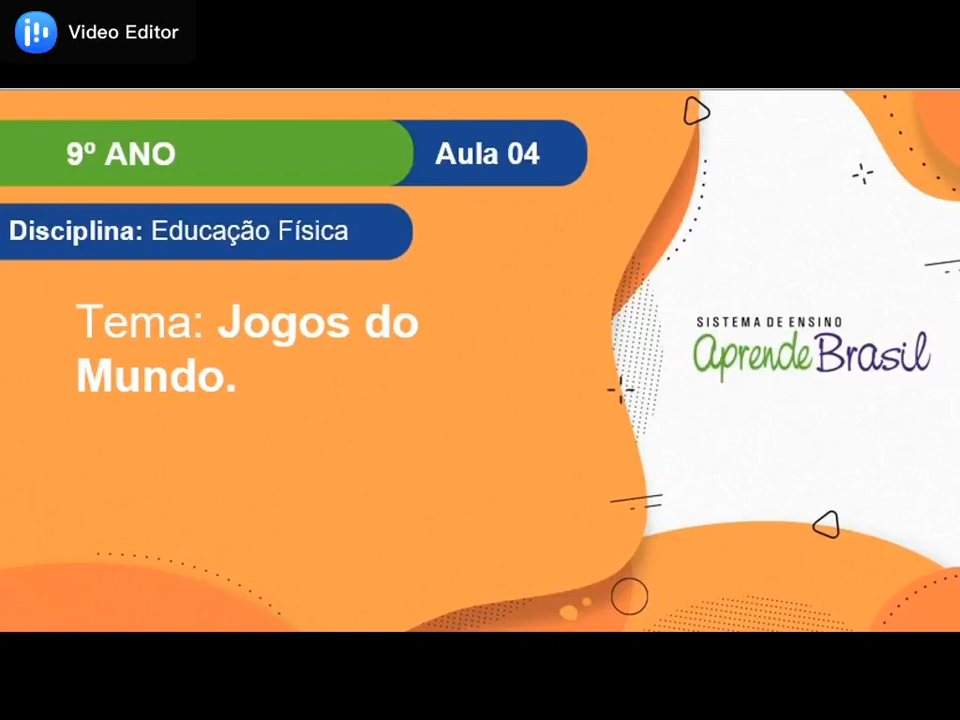 Video Editor
9º ANO
Aula 04
Disciplina: Educação Física
Tema: Jogos do
Mundo.
SISTEMA DE ENSINO
aprende Brasil